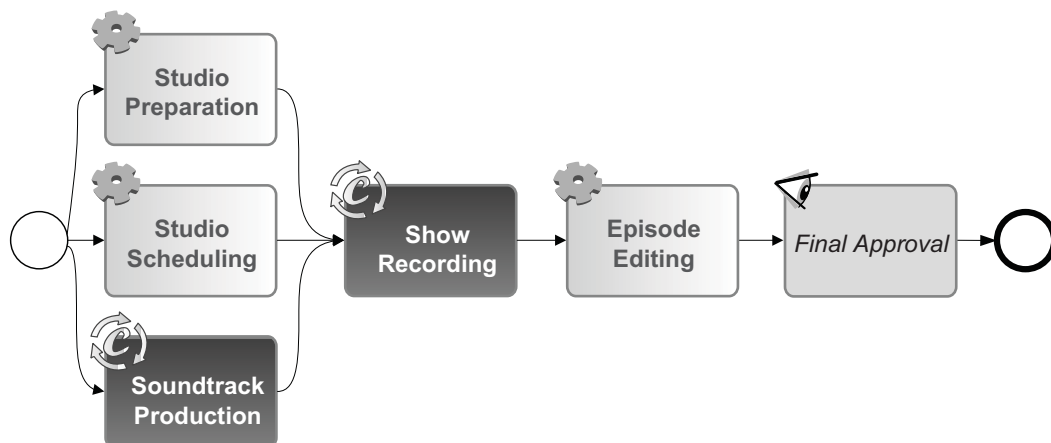 Studio
Preparation
Studio
Scheduling
C
Soundtrack
Production
C
Show
Recording
Episode
Editing
Final Approval